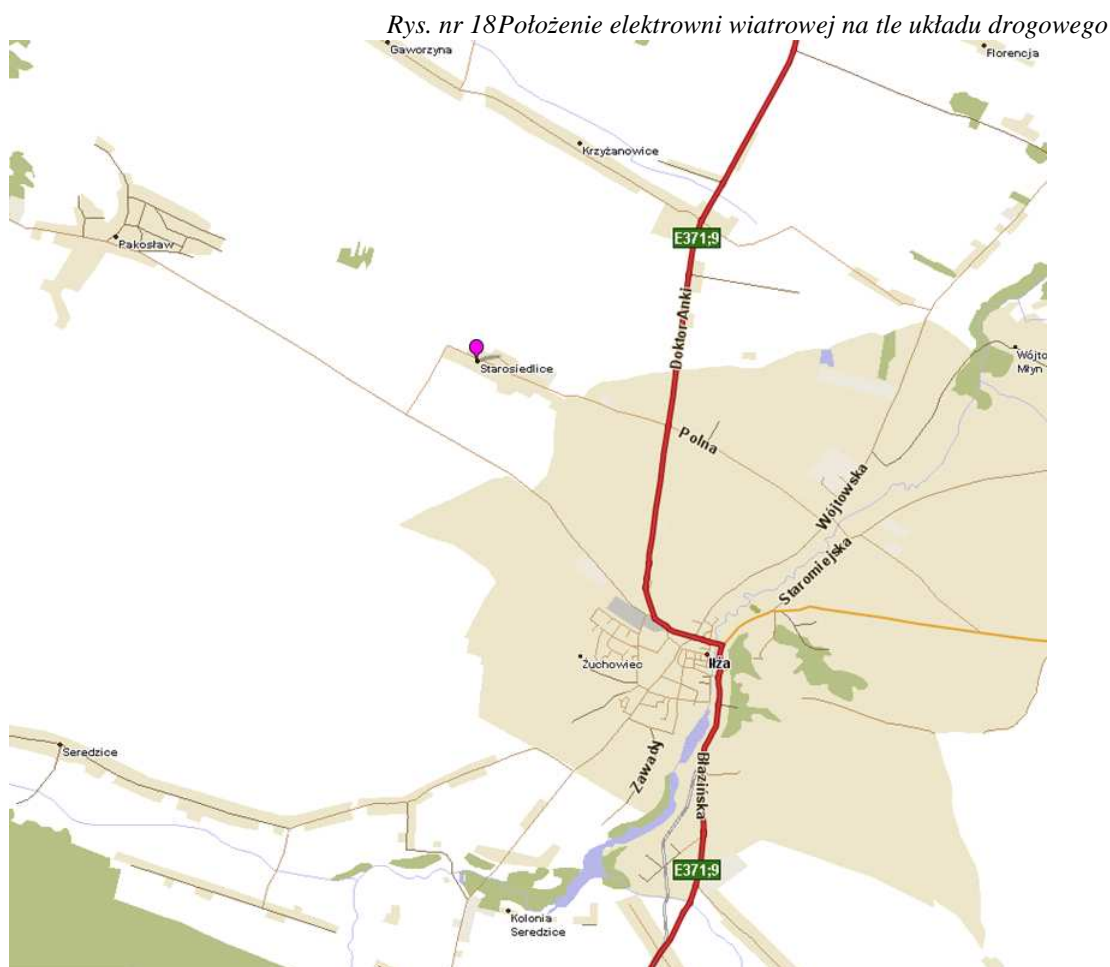 Rys. nr 18Położenie elektrowni wiatrowej na tle układu drogowego
Gaworzyna
Florencja
Krzyżanowice
Pakosław
E371;9
Doktor Anki
Wójto
Młyn
Starosiedlice
Polna
Wójtowska
Staromiejska
Żuchowiec
Iłża
Seredzice
Zawady
Błazińska
E371;9
Kolonia
Seredzice